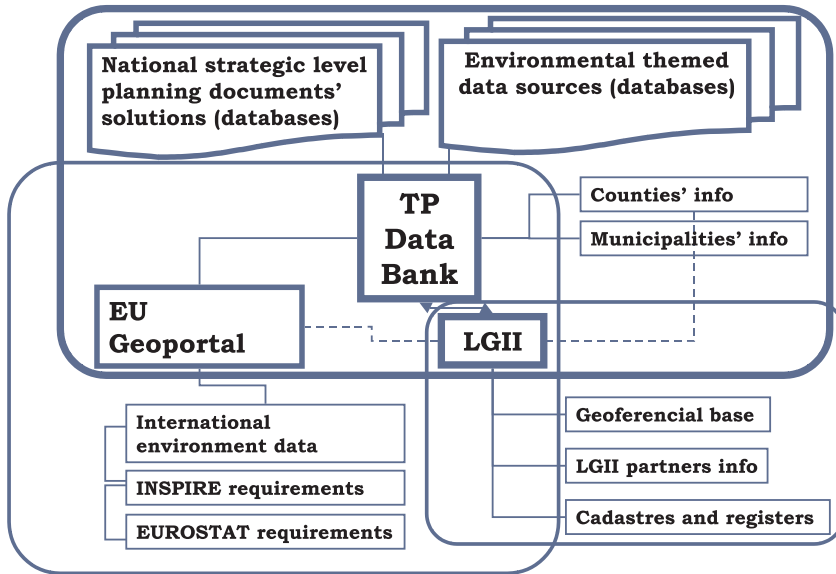 National strategic level
planning documents’
solutions (databases)
Environmental themed
data sources (databases)
TP
Data
Bank
Counties’ info
Municipalities’ info
EU
Geoportal
LGII
International
environment data
INSPIRE requirements
EUROSTAT requirements
Geoferencial base
LGII partners info
Cadastres and registers